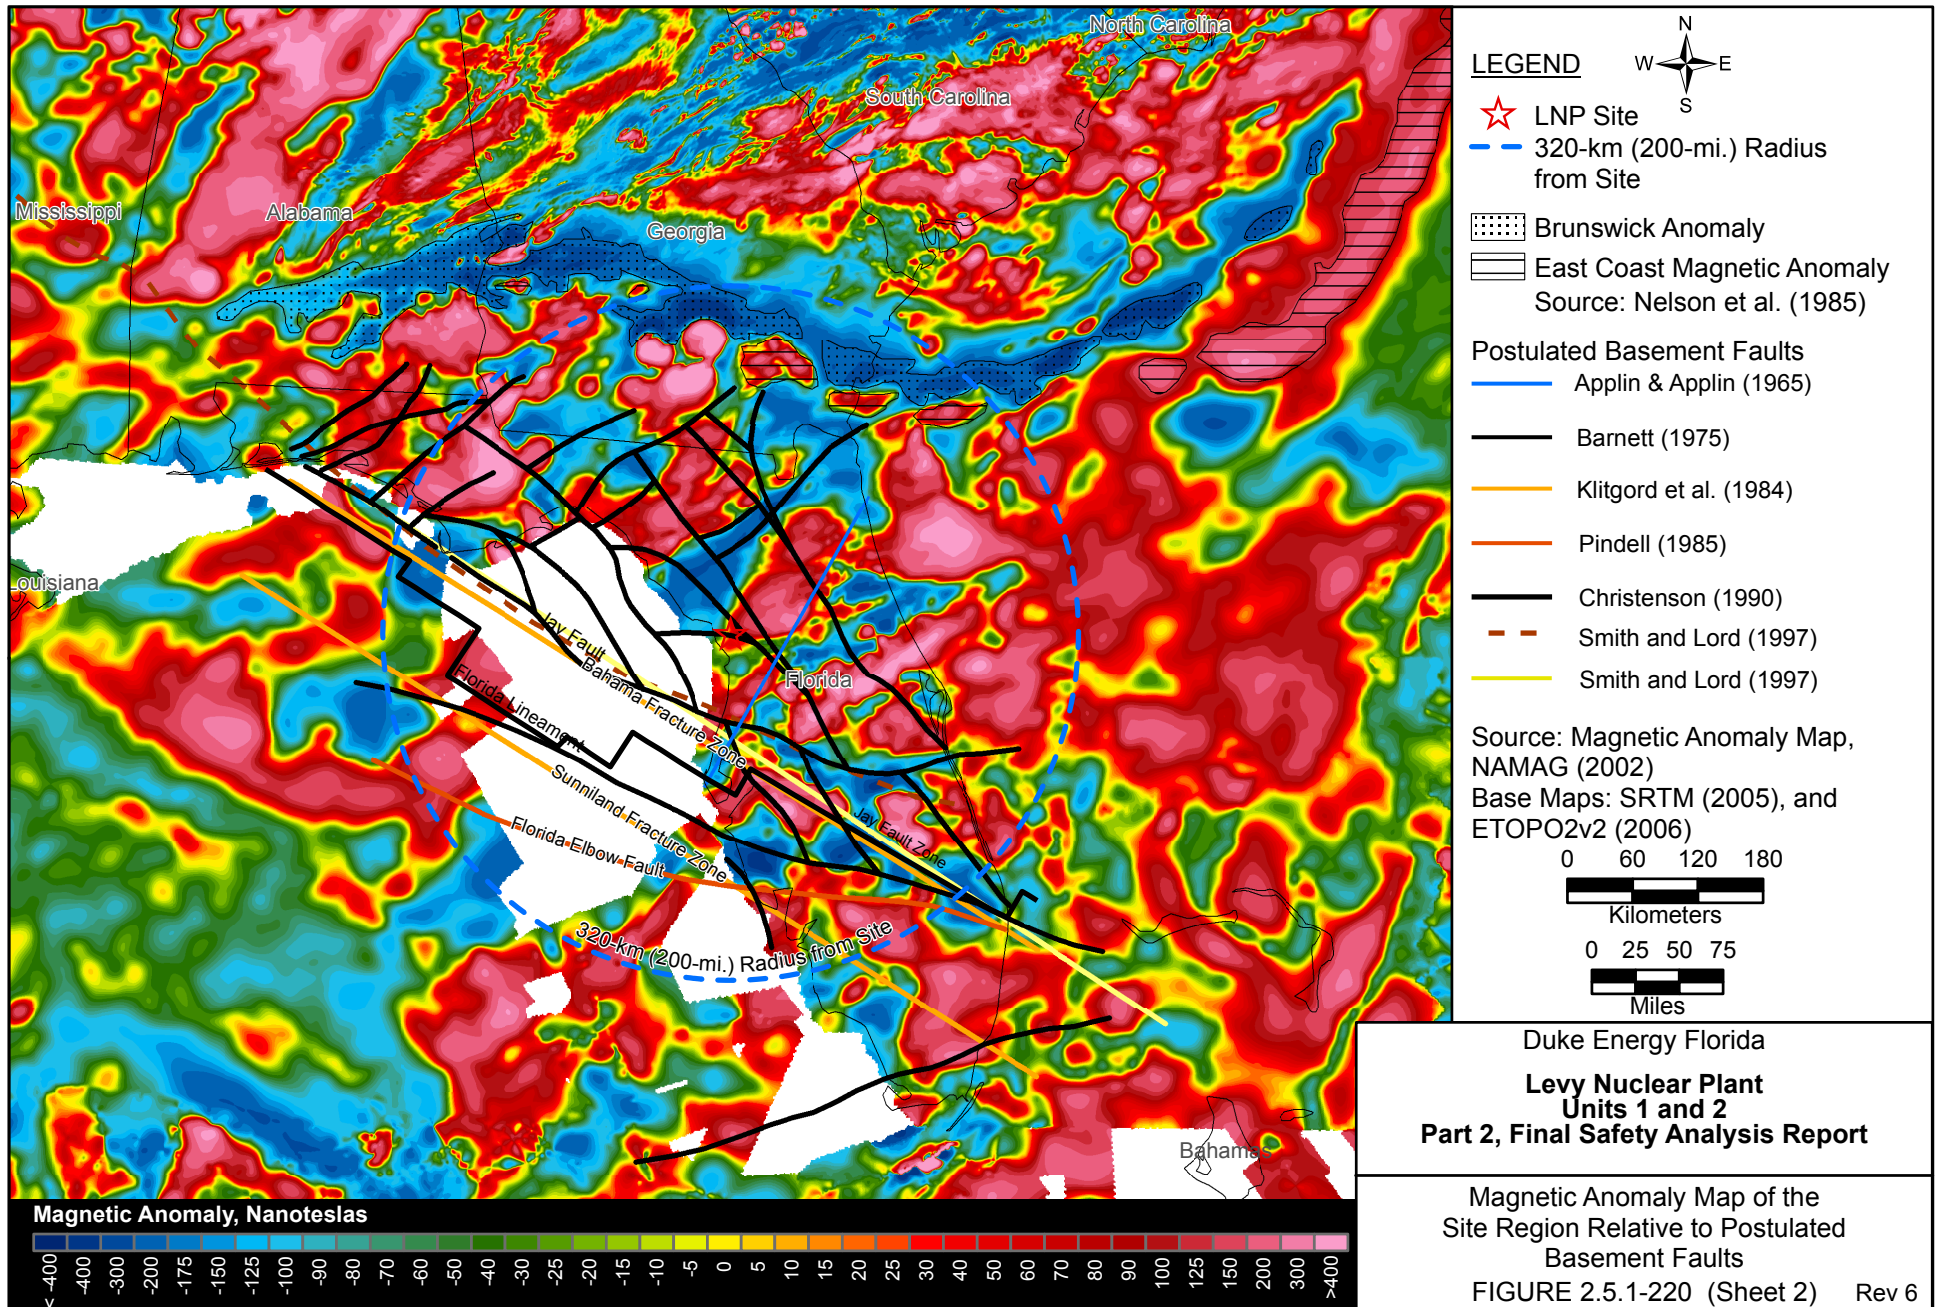 North Carolina
South Carolina
Mississippi
Alabama
Georgia
Louisiana
Jay Fault
Bahama Fracture Zone
Florida
Florida Lineament
Sunniland Fracture Zone
Florida Elbow Fault
Jay Fault Zone
320-km (200-mi.) Radius from Site
Bahamas
Magnetic Anomaly, Nanoteslas
< -400
-400
-300
-200
-175
-150
-125
-100
-90
-80
-70
-60
-50
-40
-30
-25
-20
-15
-10
-5
0
5
10
15
20
25
30
40
50
60
70
80
90
100
125
150
200
300
>400
LEGEND
N
W E
S
LNP Site
320-km (200-mi.) Radius
from Site
Brunswick Anomaly
East Coast Magnetic Anomaly
Source: Nelson et al. (1985)
Postulated Basement Faults
Applin & Applin (1965)
Barnett (1975)
Klitgord et al. (1984)
Pindell (1985)
Christenson (1990)
Smith and Lord (1997)
Smith and Lord (1997)
Source: Magnetic Anomaly Map,
NAMAG (2002)
Base Maps: SRTM (2005), and
ETOPO2v2 (2006)
0 60 120 180
Kilometers
0 25 50 75
Miles
Duke Energy Florida
Levy Nuclear Plant
Units 1 and 2
Part 2, Final Safety Analysis Report
Magnetic Anomaly Map of the
Site Region Relative to Postulated
Basement Faults
FIGURE 2.5.1-220 (Sheet 2) Rev 6